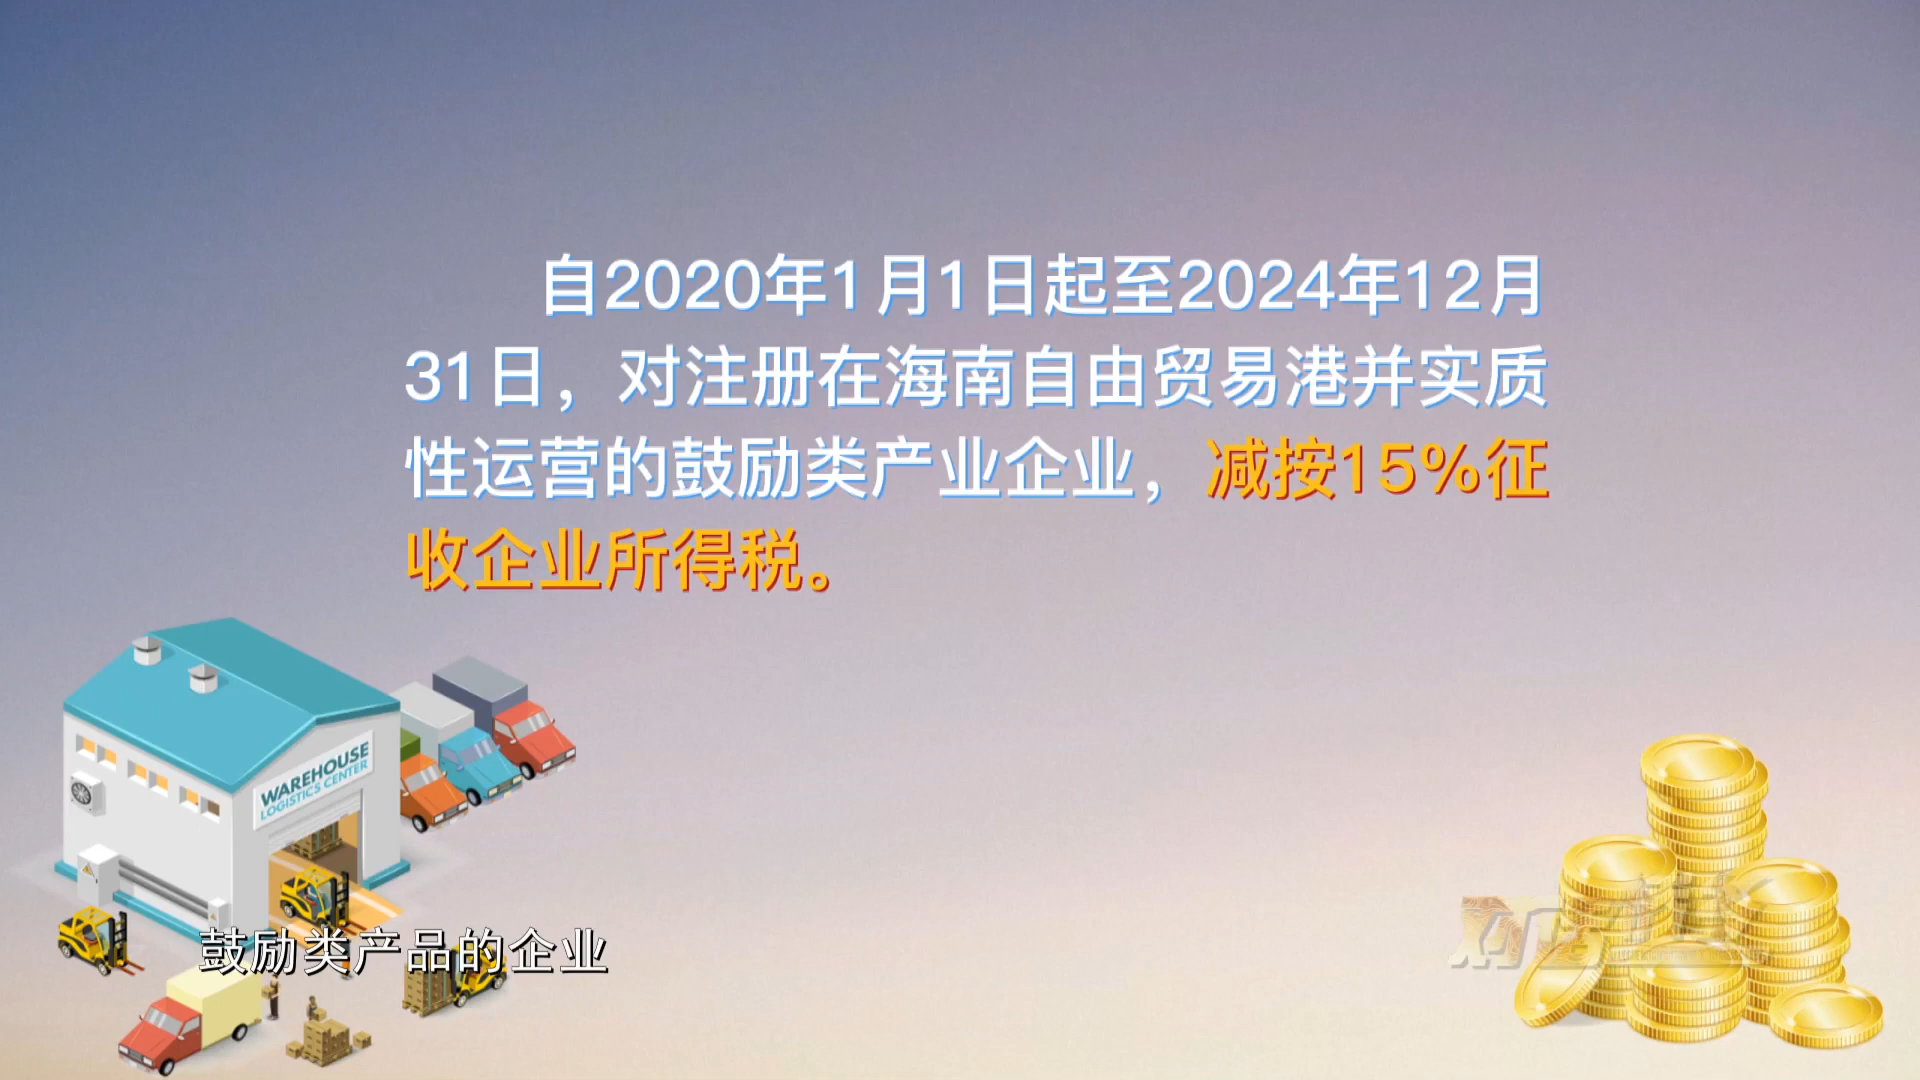 自2020年1月1日起至2024年12月
31日，对注册在海南自由贸易港并实质
性运营的鼓励类产业企业，减按15%征
收企业所得税。
WAREHOUSE
LOGISTICS CENTER
鼓励类产品的企业